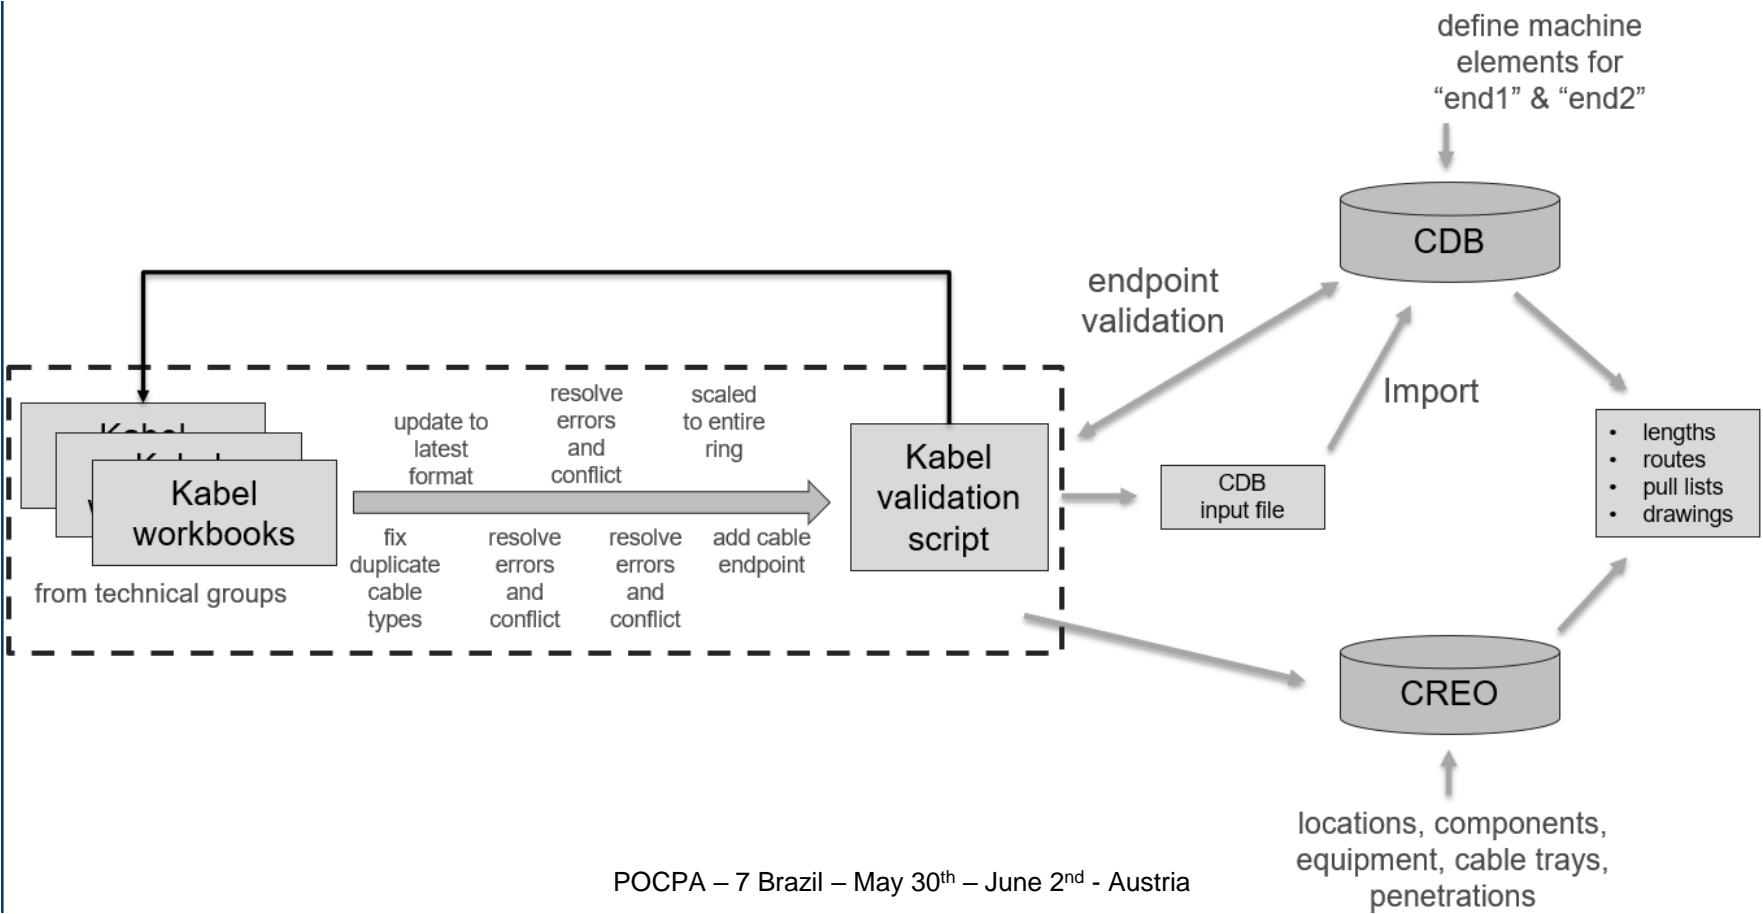 define machine
elements for
“end1” & “end2”
CDB
endpoint
validation
Import
• lengths
• routes
• pull lists
• drawings
Kabel
Kabel
Kabel
workbooks
from technical groups
update to
latest
format
resolve
errors
and
conflict
scaled
to entire
ring
fix
duplicate
cable
types
resolve
errors
and
conflict
resolve
errors
and
conflict
add cable
endpoint
Kabel
validation
script
CDB
input file
CREO
locations, components,
equipment, cable trays,
penetrations
POCPA – 7 Brazil – May 30th – June 2nd - Austria